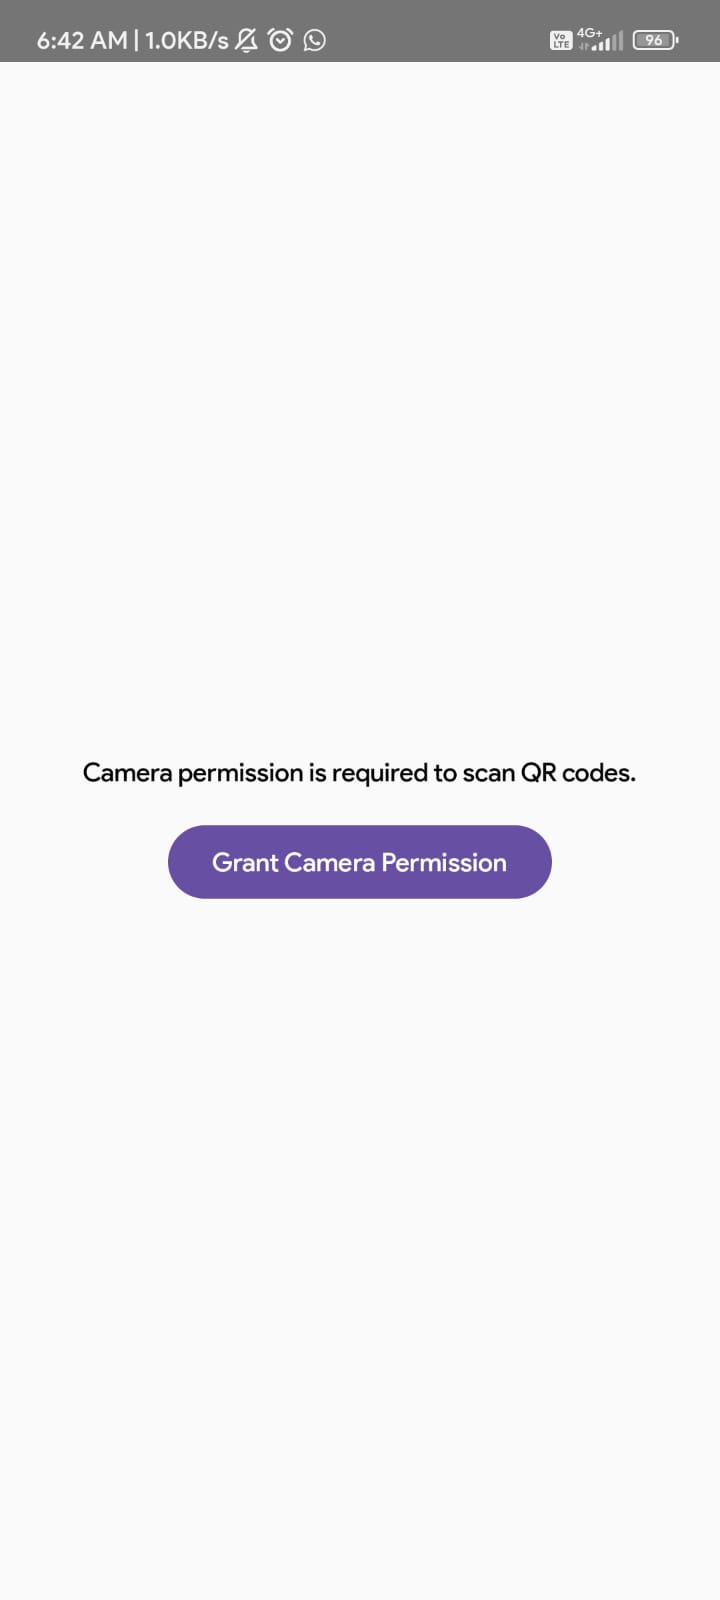 6:42 AM | 1.0KB/s
Vo LTE 4G+ 96
Camera permission is required to scan QR codes.
Grant Camera Permission